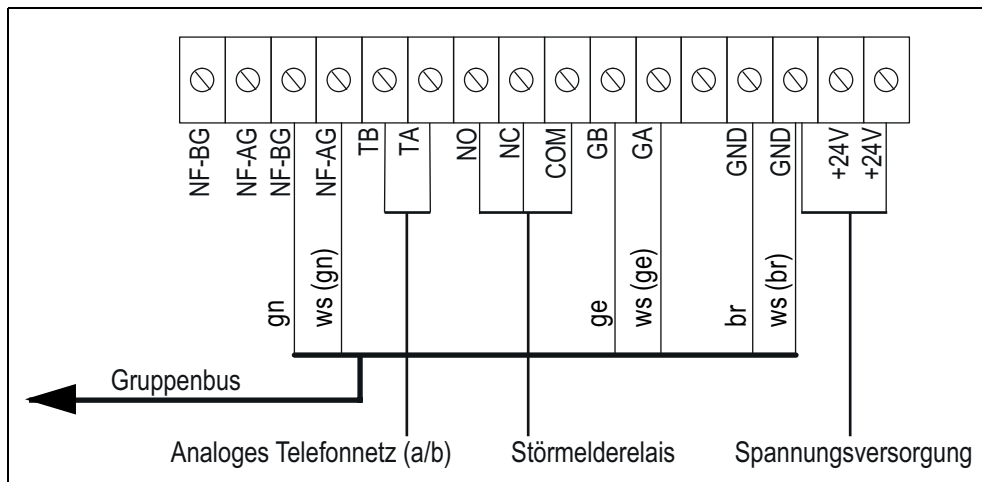 NF-BG
NF-AG
NF-BG
NF-AG
TB
TA
NO
NC
COM
GB
GA
GND
GND
+24V
+24V
gn
ws (gn)
ge
ws (ge)
br
ws (br)
Gruppenbus
Analoges Telefonnetz (a/b)
Störmelderelais
Spannungsversorgung